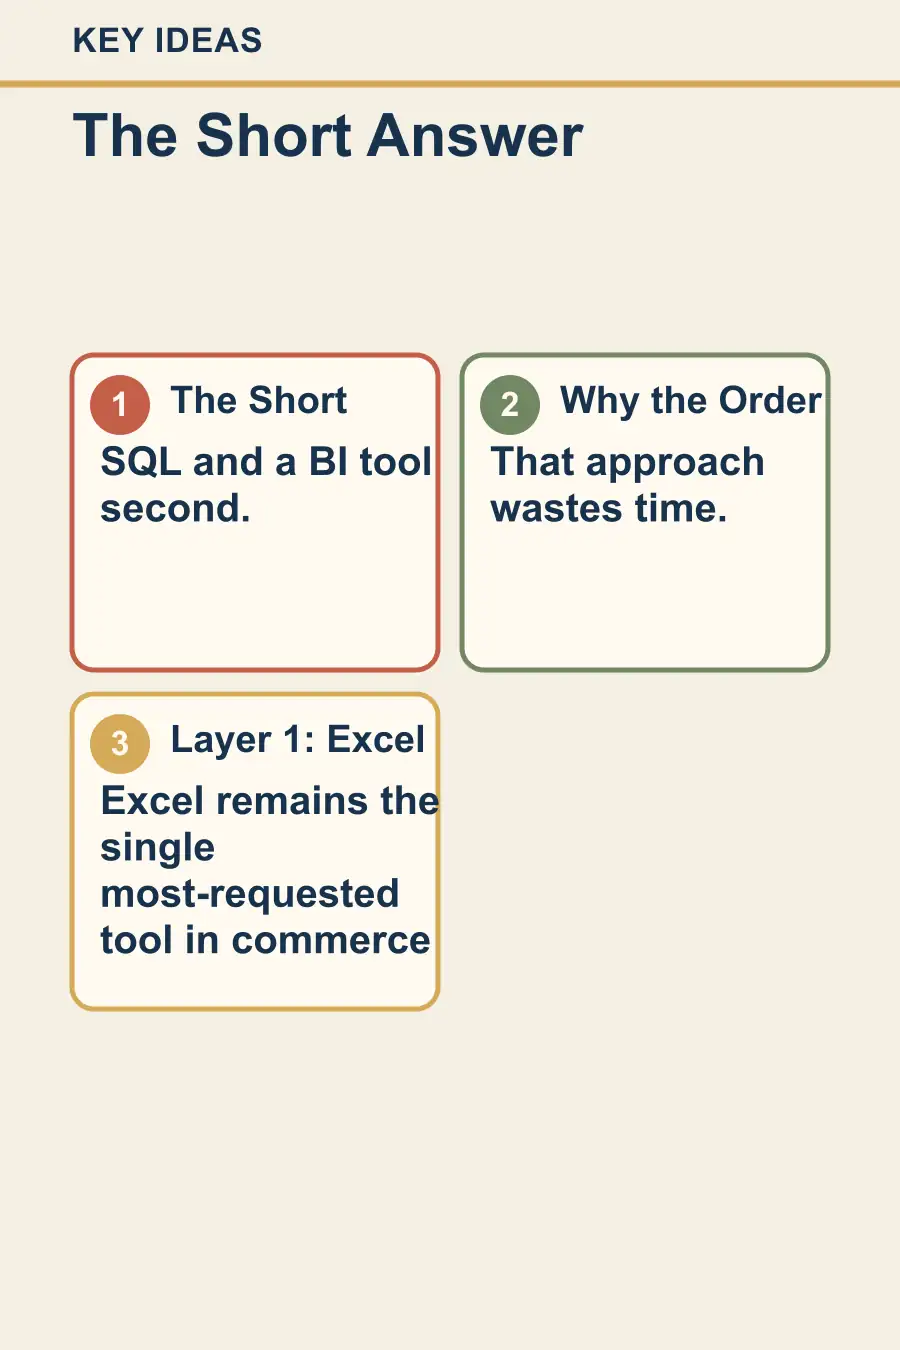 KEY IDEAS
The Short Answer
1
The Short
SQL and a BI tool
second.
2
Why the Order
That approach
wastes time.
3
Layer 1: Excel
Excel remains the
single
most-requested
tool in commerce